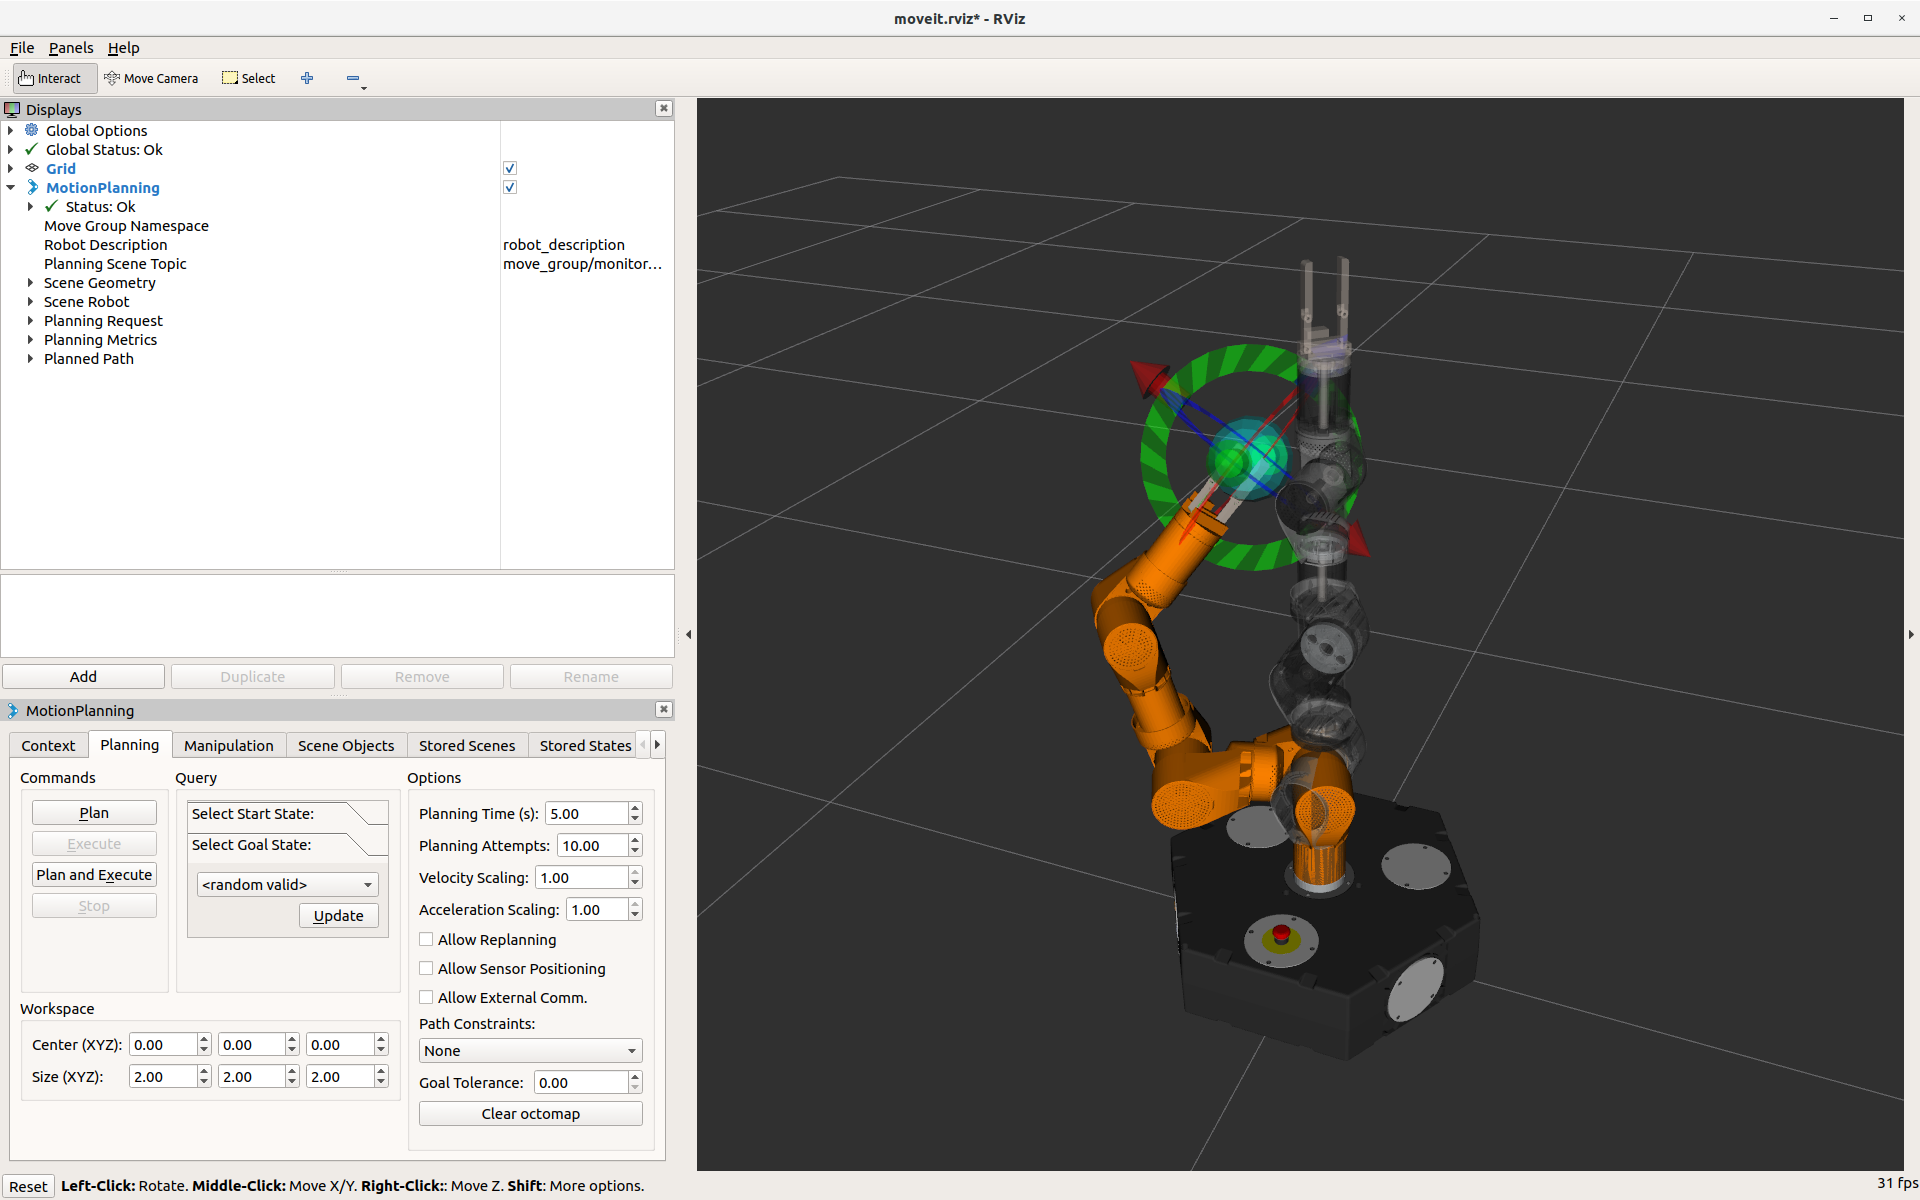 moveit.rviz* - RViz
File Panels Help
Interact Move Camera Select
Displays
Global Options
Global Status: Ok
Grid
MotionPlanning
Status: Ok
Move Group Namespace
Robot Description robot_description
Planning Scene Topic move_group/monitor...
Scene Geometry
Scene Robot
Planning Request
Planning Metrics
Planned Path
Add Duplicate Remove Rename
MotionPlanning
Context Planning Manipulation Scene Objects Stored Scenes Stored States
Commands
Plan
Execute
Plan and Execute
Stop
Query
Select Start State:
Select Goal State:
<random valid>
Update
Options
Planning Time (s): 5.00
Planning Attempts: 10.00
Velocity Scaling: 1.00
Acceleration Scaling: 1.00
Allow Replanning
Allow Sensor Positioning
Allow External Comm.
Path Constraints:
None
Goal Tolerance: 0.00
Clear octomap
Workspace
Center (XYZ): 0.00 0.00 0.00
Size (XYZ): 2.00 2.00 2.00
Reset Left-Click: Rotate. Middle-Click: Move X/Y. Right-Click:: Move Z. Shift: More options. 31 fps